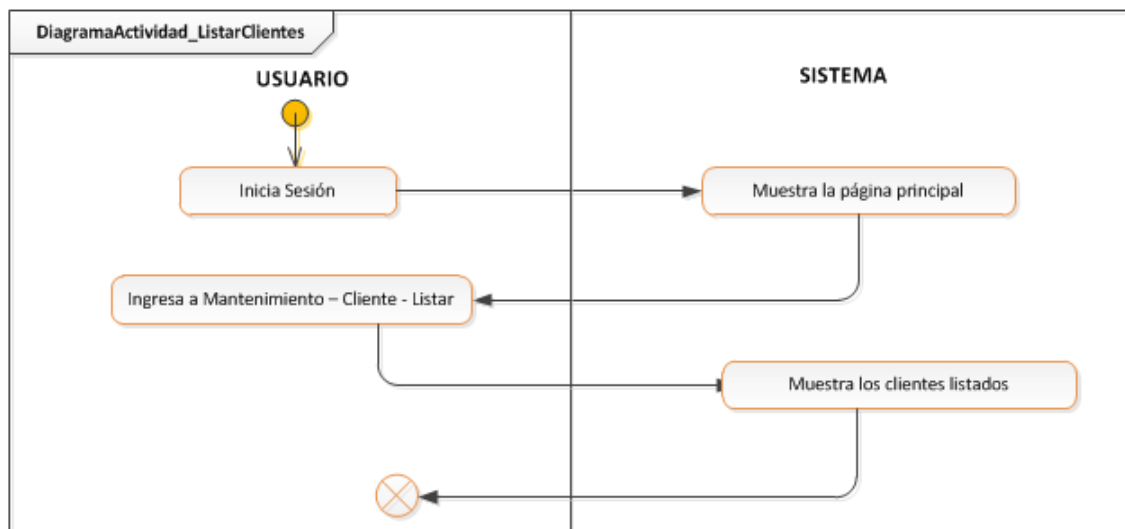 DiagramaActividad_ListarClientes
USUARIO
SISTEMA
Inicia Sesión
Muestra la página principal
Ingresa a Mantenimiento – Cliente - Listar
Muestra los clientes listados